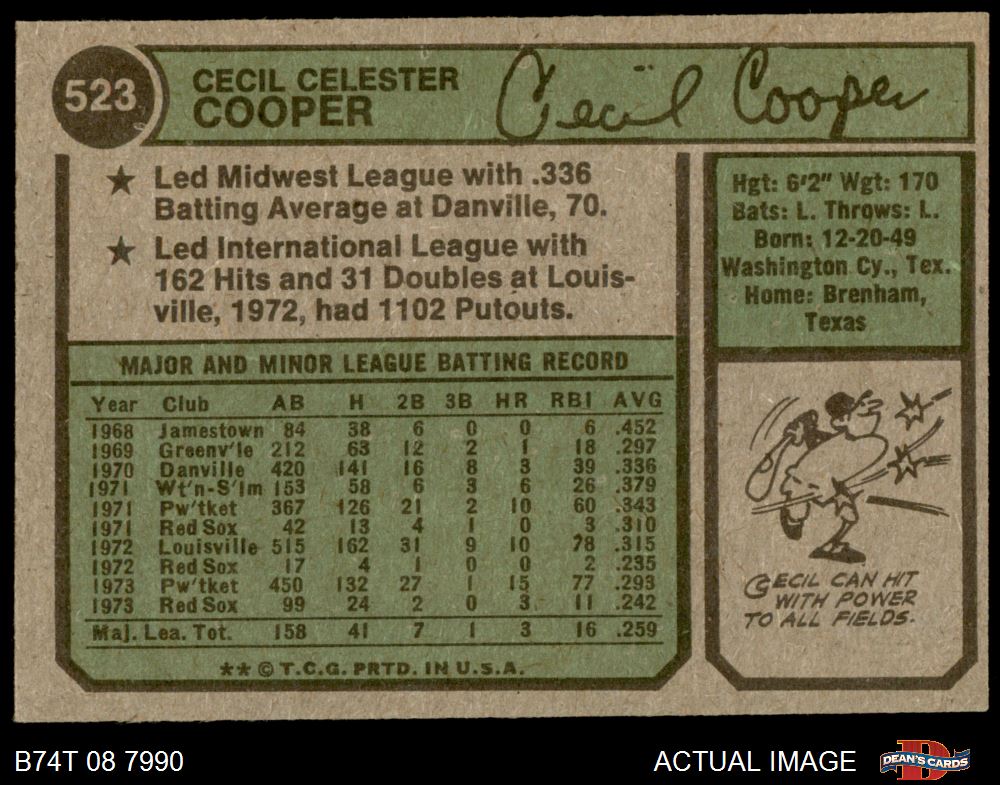 523
CECIL CELESTER
COOPER
Cecil Cooper
★ Led Midwest League with .336
Batting Average at Danville, 70.
★ Led International League with
162 Hits and 31 Doubles at Louis-
ville, 1972, had 1102 Putouts.
Hgt: 6'2" Wgt: 170
Bats: L. Throws: L.
Born: 12-20-49
Washington Cy., Tex.
Home: Brenham,
Texas
MAJOR AND MINOR LEAGUE BATTING RECORD
Year Club AB H 2B 3B HR RBI AVG
1968 Jamestown 84 38 6 0 0 6 .452
1969 Greenv'le 212 63 12 2 1 18 .297
1970 Danville 420 141 16 8 3 39 .336
1971 Wt'n-S'lm 153 58 6 3 6 26 .379
1971 Pw'tket 367 126 21 2 10 60 .343
1971 Red Sox 42 13 4 1 0 3 .310
1972 Louisville 515 162 31 9 10 78 .315
1972 Red Sox 17 4 1 0 0 2 .235
1973 Pw'tket 450 132 27 1 15 77 .293
1973 Red Sox 99 24 2 0 3 11 .242
Maj. Lea. Tot. 158 41 7 1 3 16 .259
** © T.C.G. PRTD. IN U.S.A.
CECIL CAN HIT
WITH POWER
TO ALL FIELDS.
B74T 08 7990
ACTUAL IMAGE
D
DEAN'S CARDS